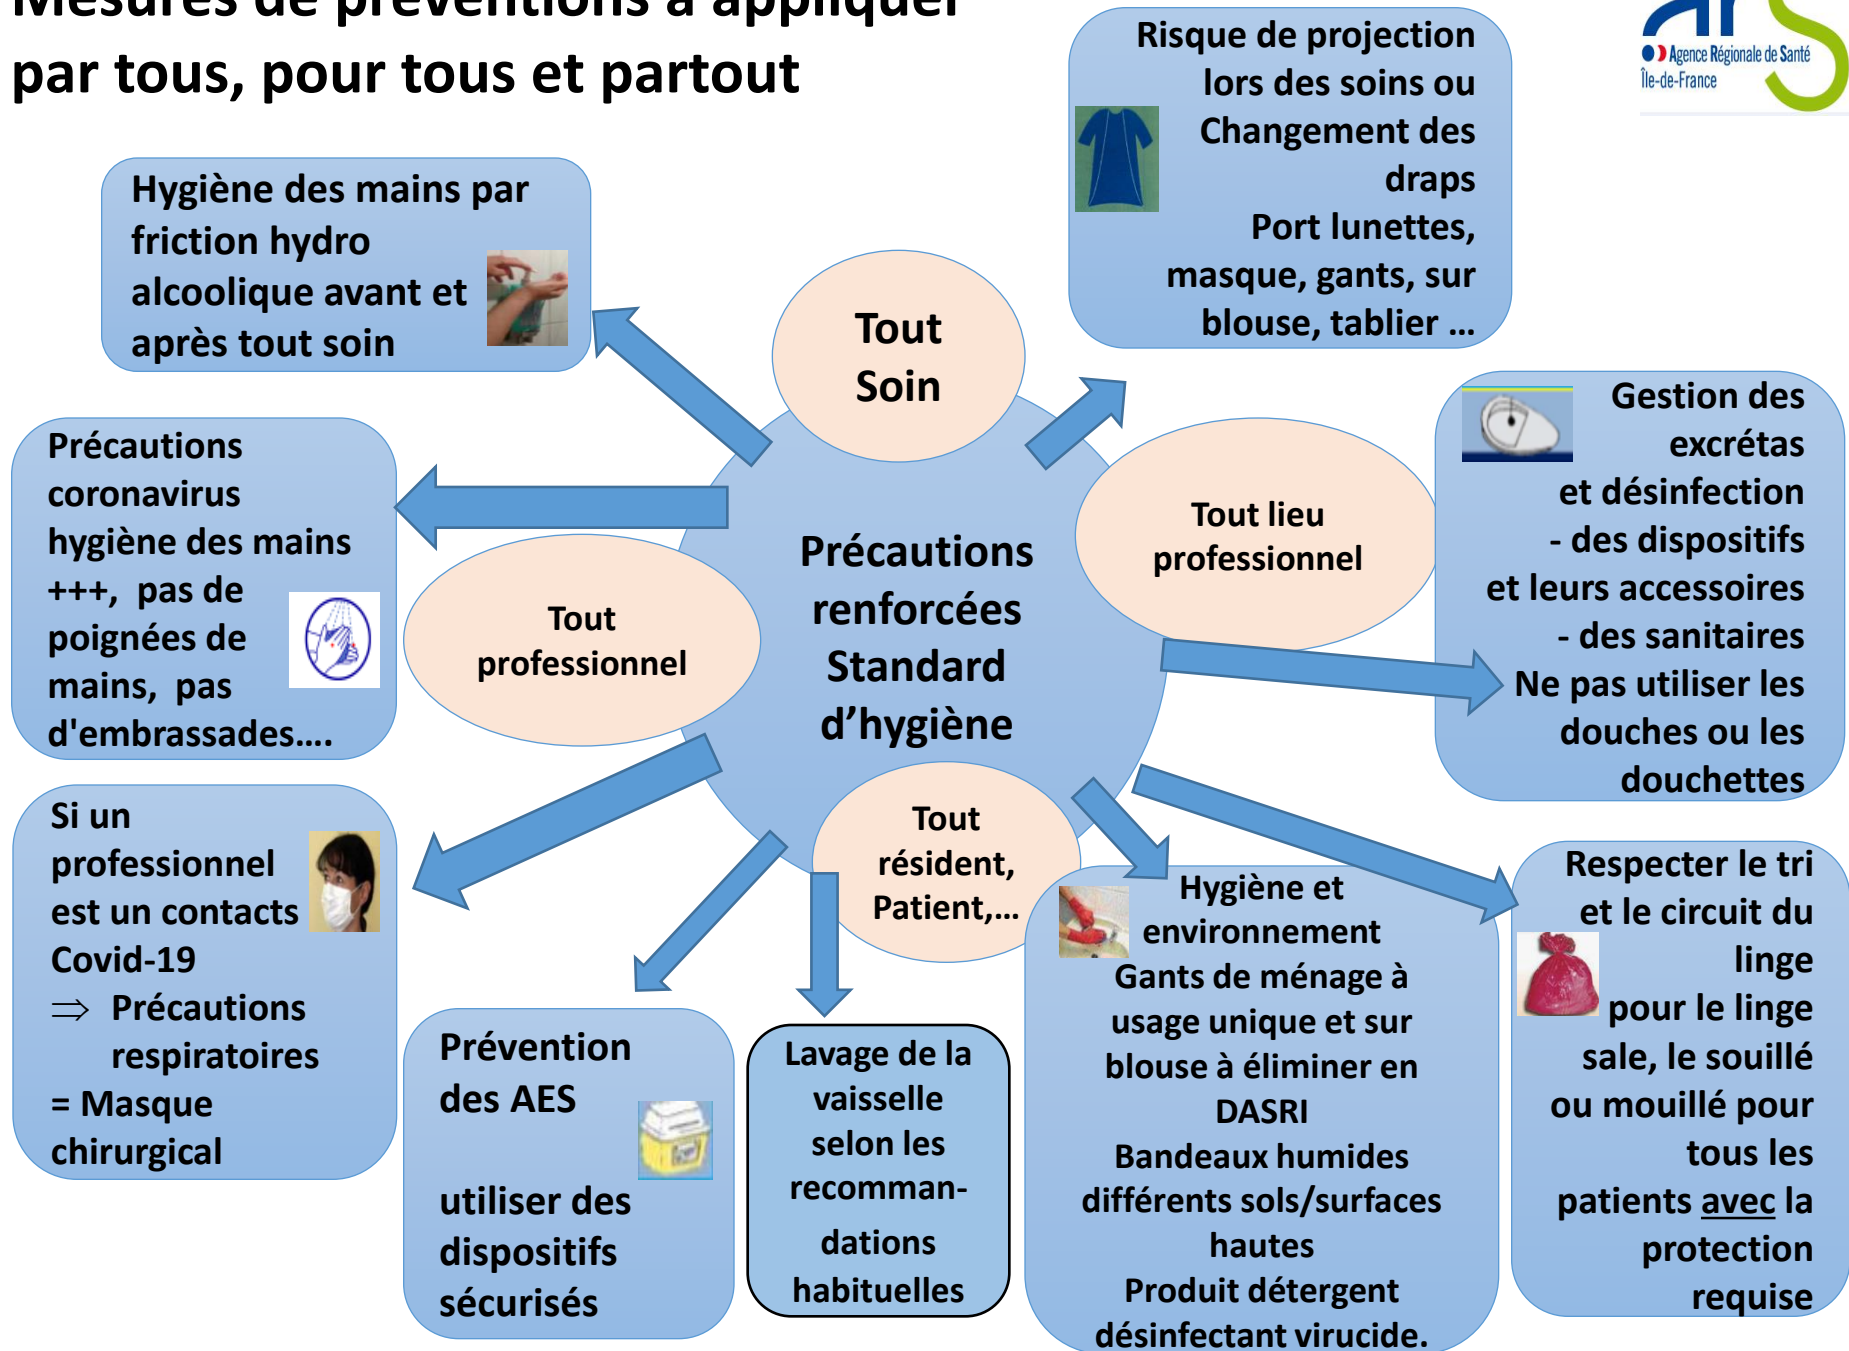 Mesures de préventions à appliquer
par tous, pour tous et partout
ars
Agence Régionale de Santé
Île-de-France
Risque de projection
lors des soins ou
Changement des
draps
Port lunettes,
masque, gants, sur
blouse, tablier ...
Hygiène des mains par
friction hydro
alcoolique avant et
après tout soin
Tout
Soin
Gestion des
excrétas
et désinfection
- des dispositifs
et leurs accessoires
- des sanitaires
Ne pas utiliser les
douches ou les
douchettes
Précautions
coronavirus
hygiène des mains
+++, pas de
poignées de
mains, pas
d'embrassades....
Tout lieu
professionnel
Précautions
renforcées
Standard
d’hygiène
Tout
professionnel
Si un
professionnel
est un contacts
Covid-19
⇒ Précautions
respiratoires
= Masque
chirurgical
Tout
résident,
Patient,...
Prévention
des AES
utiliser des
dispositifs
sécurisés
Lavage de la
vaisselle
selon les
recomman-
dations
habituelles
Hygiène et
environnement
Gants de ménage à
usage unique et sur
blouse à éliminer en
DASRI
Bandeaux humides
différents sols/surfaces
hautes
Produit détergent
désinfectant virucide.
Respecter le tri
et le circuit du
linge
pour le linge
sale, le souillé
ou mouillé pour
tous les
patients avec la
protection
requise